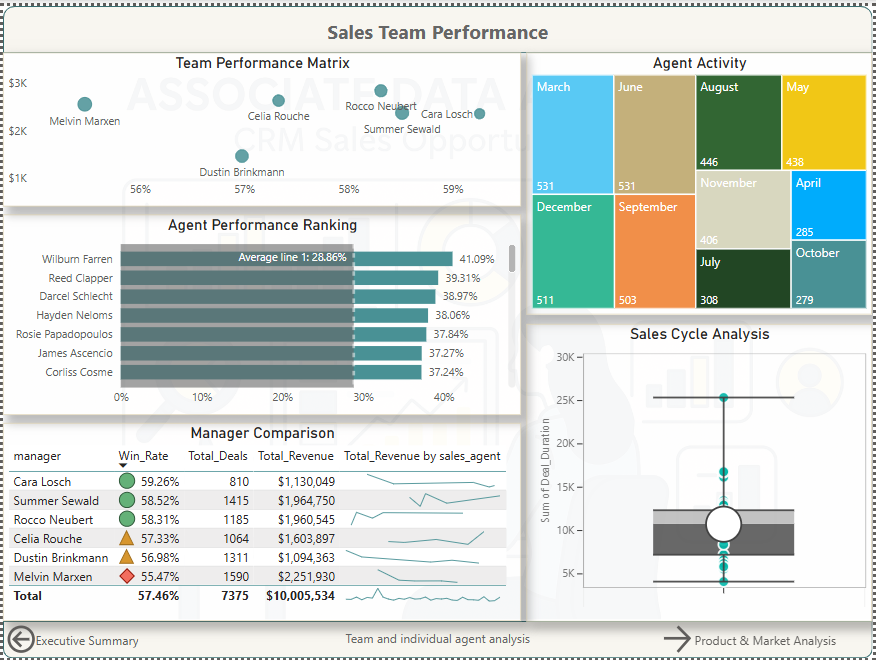 Sales Team Performance
Team Performance Matrix
ASSOCIATE DATA A
CRM Sales Opportu
$3K
$2K
$1K
Melvin Marxen
Celia Rouche
Rocco Neubert
Cara Losch
Summer Sewald
Dustin Brinkmann
56% 57% 58% 59%
Agent Performance Ranking
Average line 1: 28.86%
Wilburn Farren 41.09%
Reed Clapper 39.31%
Darcel Schlecht 38.97%
Hayden Neloms 38.06%
Rosie Papadopoulos 37.84%
James Ascencio 37.27%
Corliss Cosme 37.24%
0% 10% 20% 30% 40%
Manager Comparison
manager Win_Rate Total_Deals Total_Revenue Total_Revenue by sales_agent
Cara Losch 59.26% 810 $1,130,049
Summer Sewald 58.52% 1415 $1,964,750
Rocco Neubert 58.31% 1185 $1,960,545
Celia Rouche 57.33% 1064 $1,603,897
Dustin Brinkmann 56.98% 1311 $1,094,363
Melvin Marxen 55.47% 1590 $2,251,930
Total 57.46% 7375 $10,005,534
Agent Activity
March
531
June
531
August
446
May
438
December
511
September
503
November
406
April
285
July
308
October
279
Sales Cycle Analysis
Sum of Deal_Duration
30K
25K
20K
15K
10K
5K
Executive Summary
Team and individual agent analysis
Product & Market Analysis